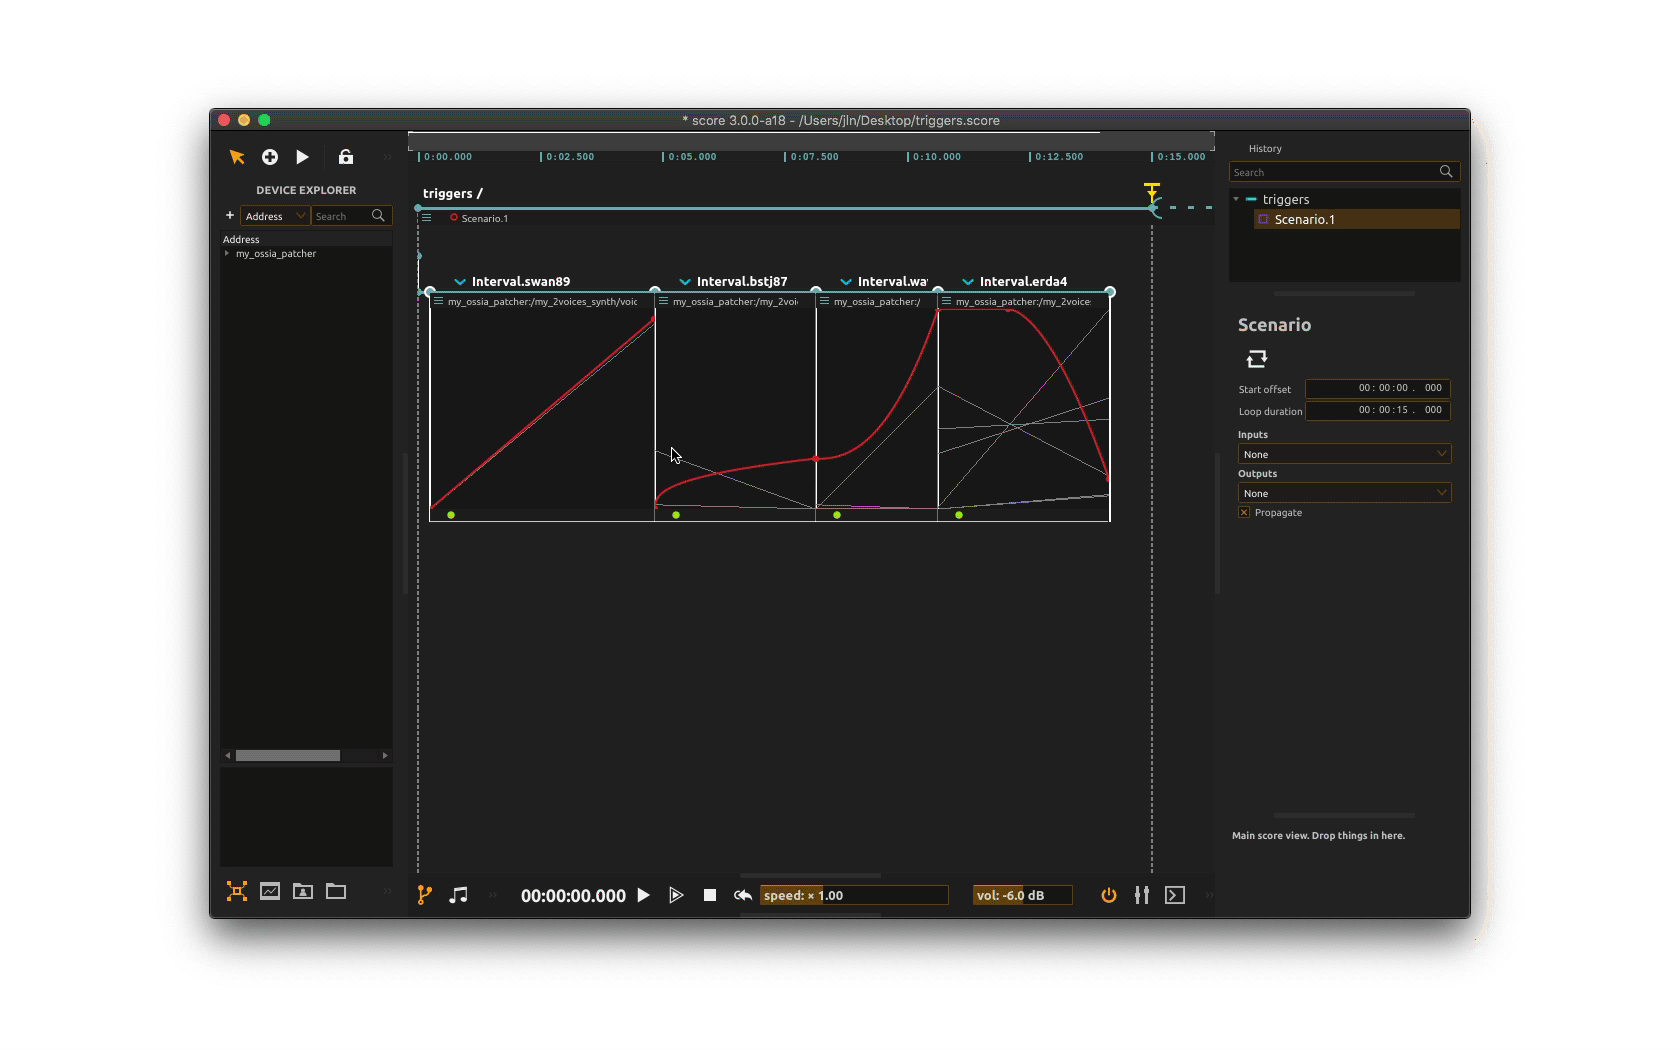 * score 3.0.0-a18 - /Users/jln/Desktop/triggers.score
0:00.000 0:02.500 0:05.000 0:07.500 0:10.000 0:12.500 0:15.000
DEVICE EXPLORER
+ Address Search
Address
my_ossia_patcher
triggers /
Scenario.1
Interval.swan89 Interval.bstj87 Interval.wa Interval.erda4
my_ossia_patcher:/my_2voices_synth/voic my_ossia_patcher:/my_2voi my_ossia_patcher:/ my_ossia_patcher:/my_2voice
00:00:00.000
speed: × 1.00
vol: -6.0 dB
History
Search
triggers
Scenario.1
Scenario
Start offset 00: 00: 00 . 000
Loop duration 00: 00: 15 . 000
Inputs
None
Outputs
None
Propagate
Main score view. Drop things in here.